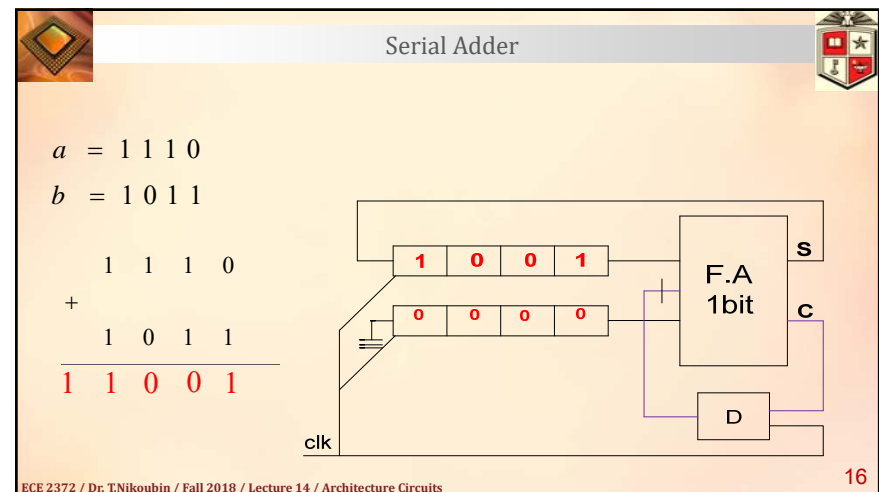 Serial Adder
a = 1 1 1 0
b = 1 0 1 1
1 1 1 0
+
1 0 1 1
1 1 0 0 1
1 0 0 1
0 0 0 0
F.A
1bit
S
C
D
clk
ECE 2372 / Dr. T.Nikoubin / Fall 2018 / Lecture 14 / Architecture Circuits
16